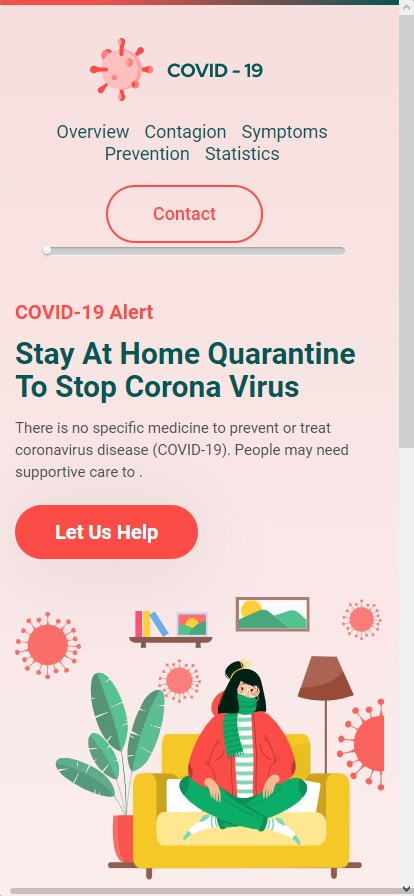 COVID - 19
Overview Contagion Symptoms
Prevention Statistics
Contact
COVID-19 Alert
Stay At Home Quarantine
To Stop Corona Virus
There is no specific medicine to prevent or treat
coronavirus disease (COVID-19). People may need
supportive care to .
Let Us Help